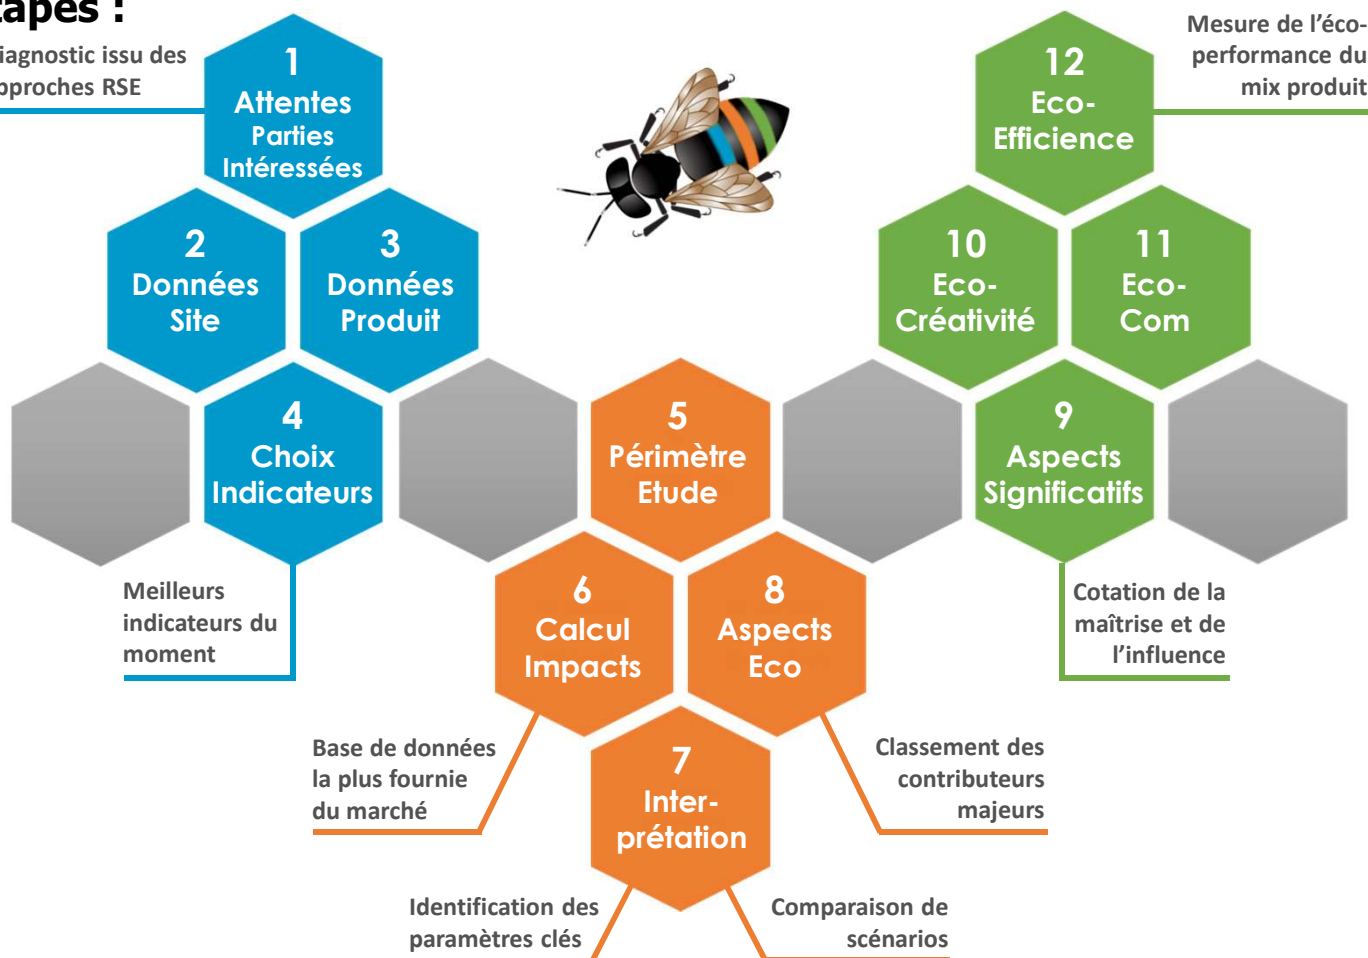 tapes :
iagnostic issu des
pproches RSE
1
Attentes
Parties
Intéressées
2
Données
Site
3
Données
Produit
4
Choix
Indicateurs
Meilleurs
indicateurs du
moment
5
Périmètre
Etude
6
Calcul
Impacts
Base de données
la plus fournie
du marché
7
Inter-
prétation
Identification des
paramètres clés
Comparaison de
scénarios
8
Aspects
Eco
Classement des
contributeurs
majeurs
9
Aspects
Significatifs
Cotation de la
maîtrise et de
l’influence
10
Eco-
Créativité
11
Eco-
Com
12
Eco-
Efficience
Mesure de l’éco-
performance du
mix produit